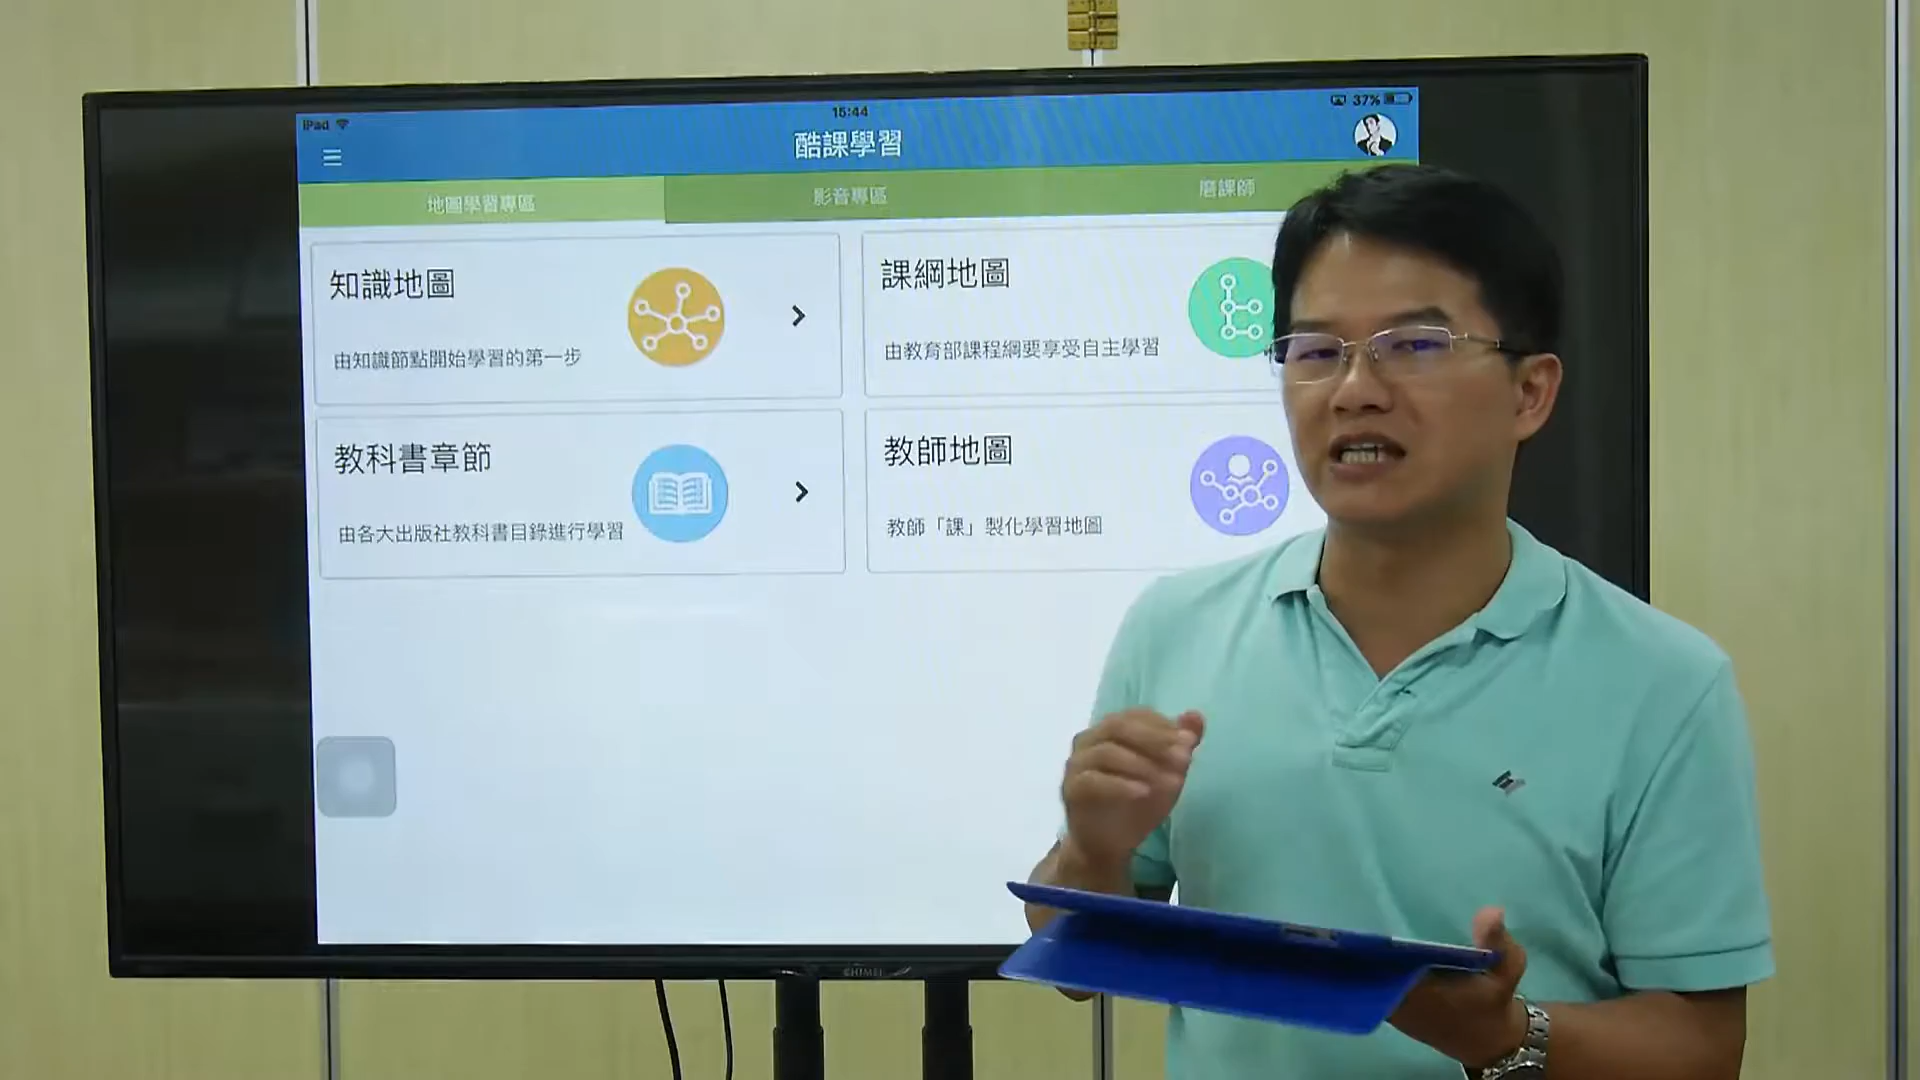 iPad
15:44
37%
酷課學習
地圖學習專區
影音專區
磨課師
知識地圖
由知識節點開始學習的第一步
課綱地圖
由教育部課程綱要享受自主學習
教科書章節
由各大出版社教科書目錄進行學習
教師地圖
教師「課」製化學習地圖
CHIMEI